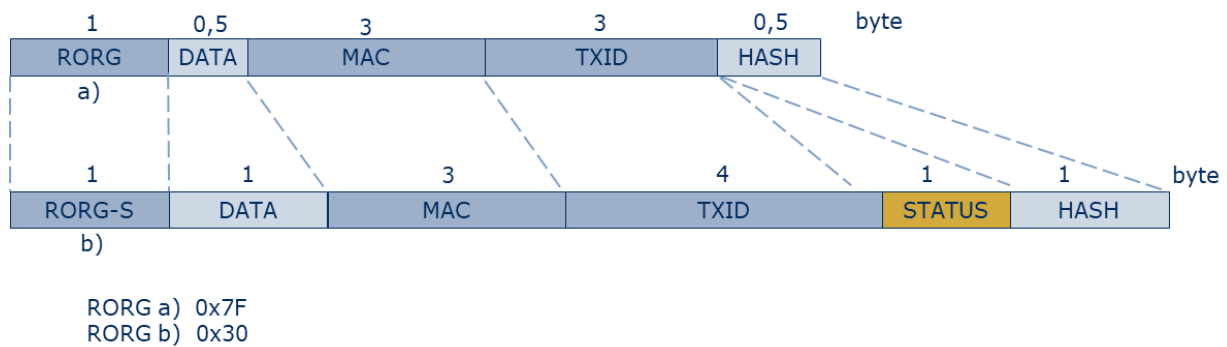 1 0,5 3 3 0,5 byte
RORG DATA MAC TXID HASH
a)
1 1 3 4 1 1 byte
RORG-S DATA MAC TXID STATUS HASH
b)
RORG a) 0x7F
RORG b) 0x30